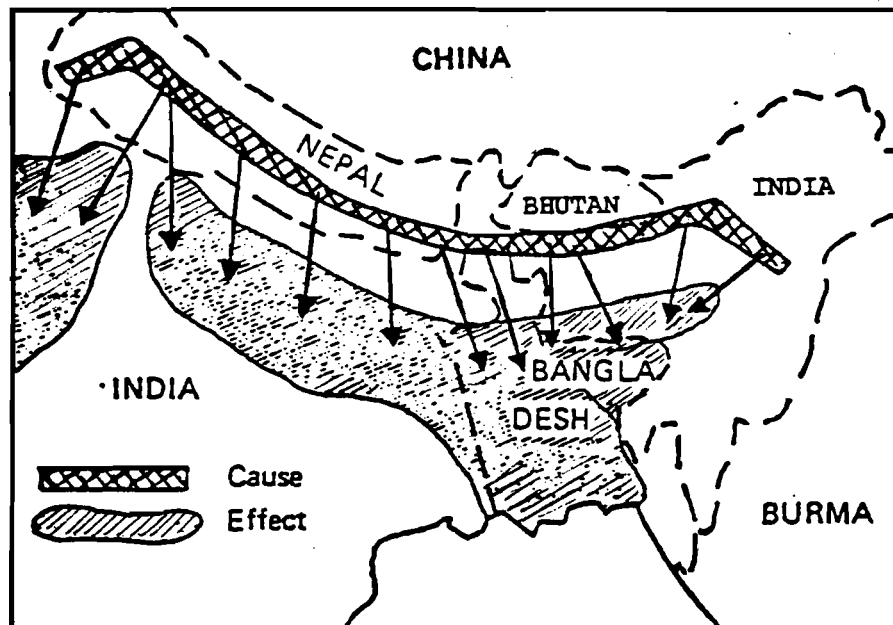 CHINA
NEPAL
BHUTAN
INDIA
BANGLA
DESH
INDIA
Cause
Effect
BURMA